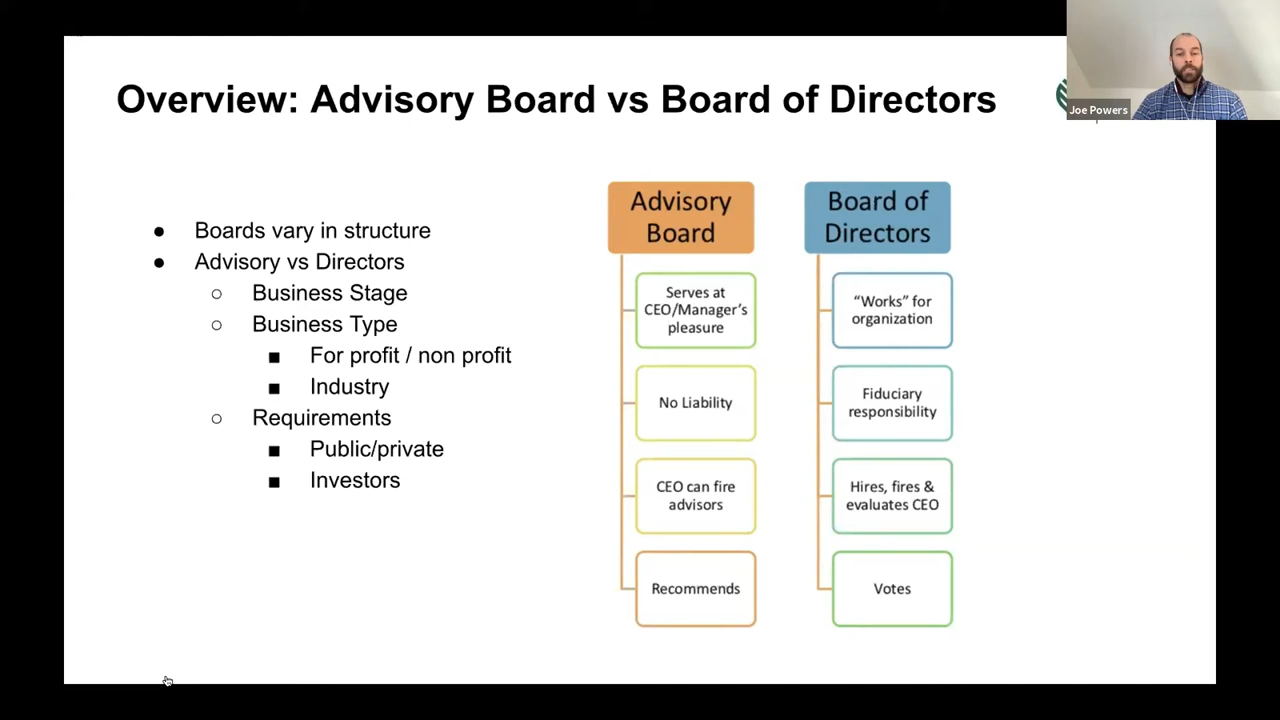 Overview: Advisory Board vs Board of Directors
Joe Powers
● Boards vary in structure
● Advisory vs Directors
○ Business Stage
○ Business Type
■ For profit / non profit
■ Industry
○ Requirements
■ Public/private
■ Investors
Advisory
Board
Serves at
CEO/Manager's
pleasure
No Liability
CEO can fire
advisors
Recommends
Board of
Directors
“Works” for
organization
Fiduciary
responsibility
Hires, fires &
evaluates CEO
Votes